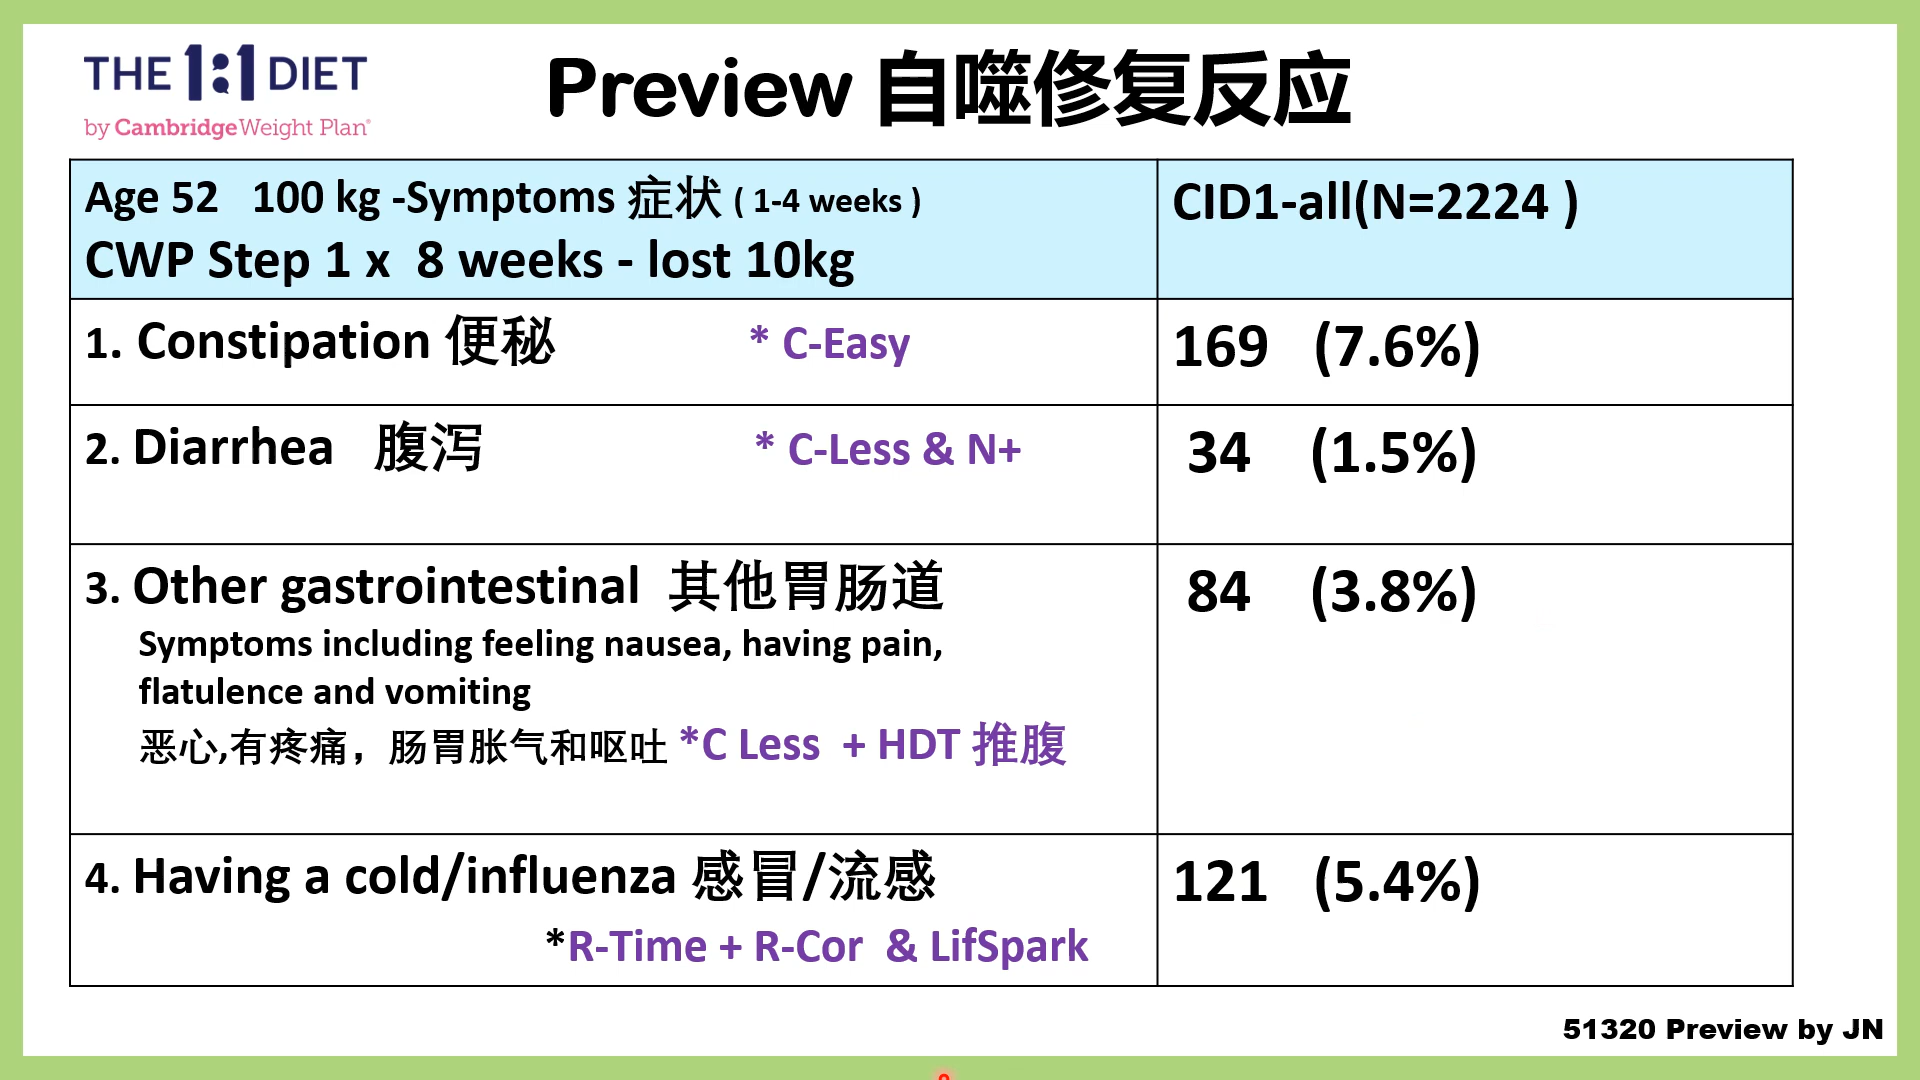 THE 1:1 DIET
by CambridgeWeight Plan®
Preview 自噬修复反应
Age 52 100 kg -Symptoms 症状 ( 1-4 weeks )
CWP Step 1 x 8 weeks - lost 10kg
CID1-all(N=2224 )
1. Constipation 便秘 * C-Easy
169 (7.6%)
2. Diarrhea 腹泻 * C-Less & N+
34 (1.5%)
3. Other gastrointestinal 其他胃肠道
Symptoms including feeling nausea, having pain,
flatulence and vomiting
恶心,有疼痛，肠胃胀气和呕吐 *C Less + HDT 推腹
84 (3.8%)
4. Having a cold/influenza 感冒/流感
*R-Time + R-Cor & LifSpark
121 (5.4%)
51320 Preview by JN